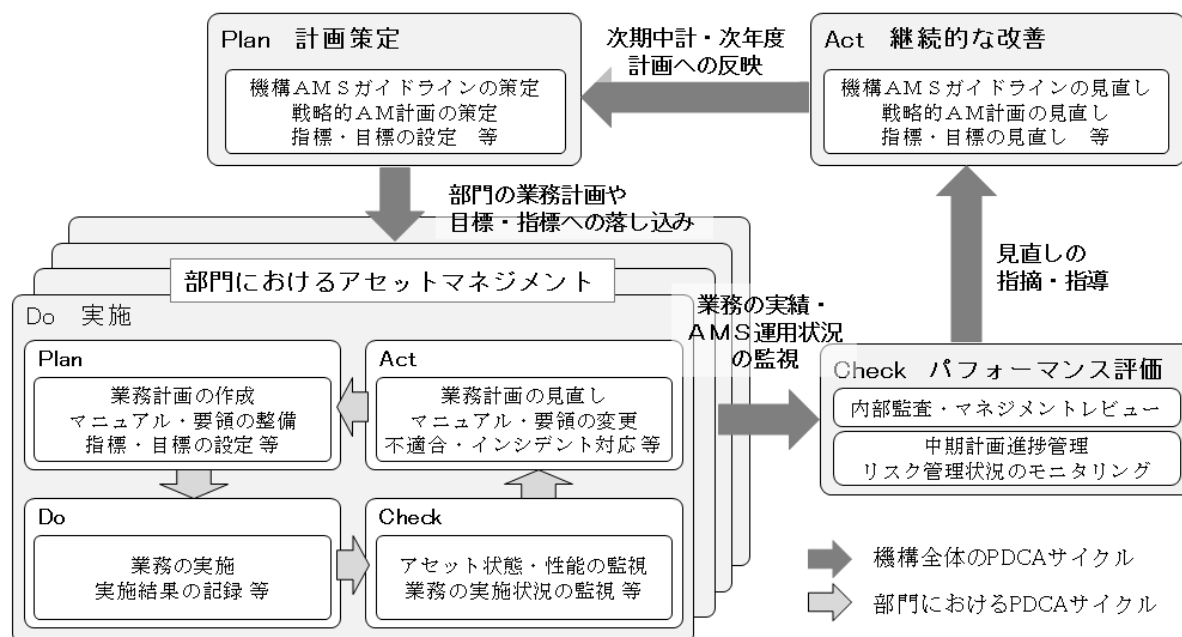 Plan 計画策定
機構AMSガイドラインの策定
戦略的AM計画の策定
指標・目標の設定 等
次期中計・次年度
計画への反映
Act 継続的な改善
機構AMSガイドラインの見直し
戦略的AM計画の見直し
指標・目標の見直し 等
部門の業務計画や
目標・指標への落し込み
見直しの
指摘・指導
部門におけるアセットマネジメント
Do 実施
Plan
業務計画の作成
マニュアル・要領の整備
指標・目標の設定 等
Act
業務計画の見直し
マニュアル・要領の変更
不適合・インシデント対応 等
Do
業務の実施
実施結果の記録 等
Check
アセット状態・性能の監視
業務の実施状況の監視 等
業務の実績・
AMS運用状況
の監視
Check パフォーマンス評価
内部監査・マネジメントレビュー
中期計画進捗管理
リスク管理状況のモニタリング
機構全体のPDCAサイクル
部門におけるPDCAサイクル